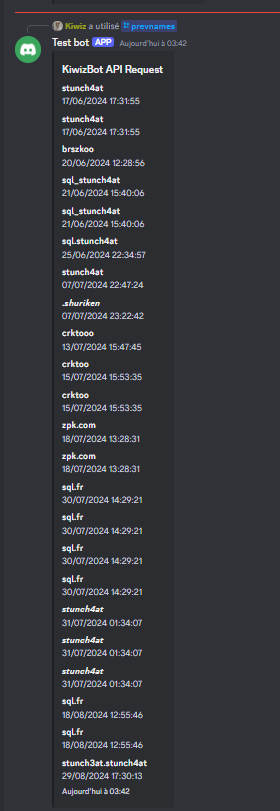 Kiwiz a utilisé prevnames
Test bot APP Aujourd'hui à 03:42
KiwizBot API Request
stunch4at
17/06/2024 17:31:55
stunch4at
17/06/2024 17:31:55
brszkoo
20/06/2024 12:28:56
sql_stunch4at
21/06/2024 15:40:06
sql_stunch4at
21/06/2024 15:40:06
sql.stunch4at
25/06/2024 22:34:57
stunch4at
07/07/2024 22:47:24
.shuriken
07/07/2024 23:22:42
crktooo
13/07/2024 15:47:45
crktoo
15/07/2024 15:53:35
crktoo
15/07/2024 15:53:35
zpk.com
18/07/2024 13:28:31
zpk.com
18/07/2024 13:28:31
sql.fr
30/07/2024 14:29:21
sql.fr
30/07/2024 14:29:21
sql.fr
30/07/2024 14:29:21
sql.fr
30/07/2024 14:29:21
stunch4at
31/07/2024 01:34:07
stunch4at
31/07/2024 01:34:07
stunch4at
31/07/2024 01:34:07
sql.fr
18/08/2024 12:55:46
sql.fr
18/08/2024 12:55:46
stunch3at.stunch4at
29/08/2024 17:30:13
Aujourd'hui à 03:42